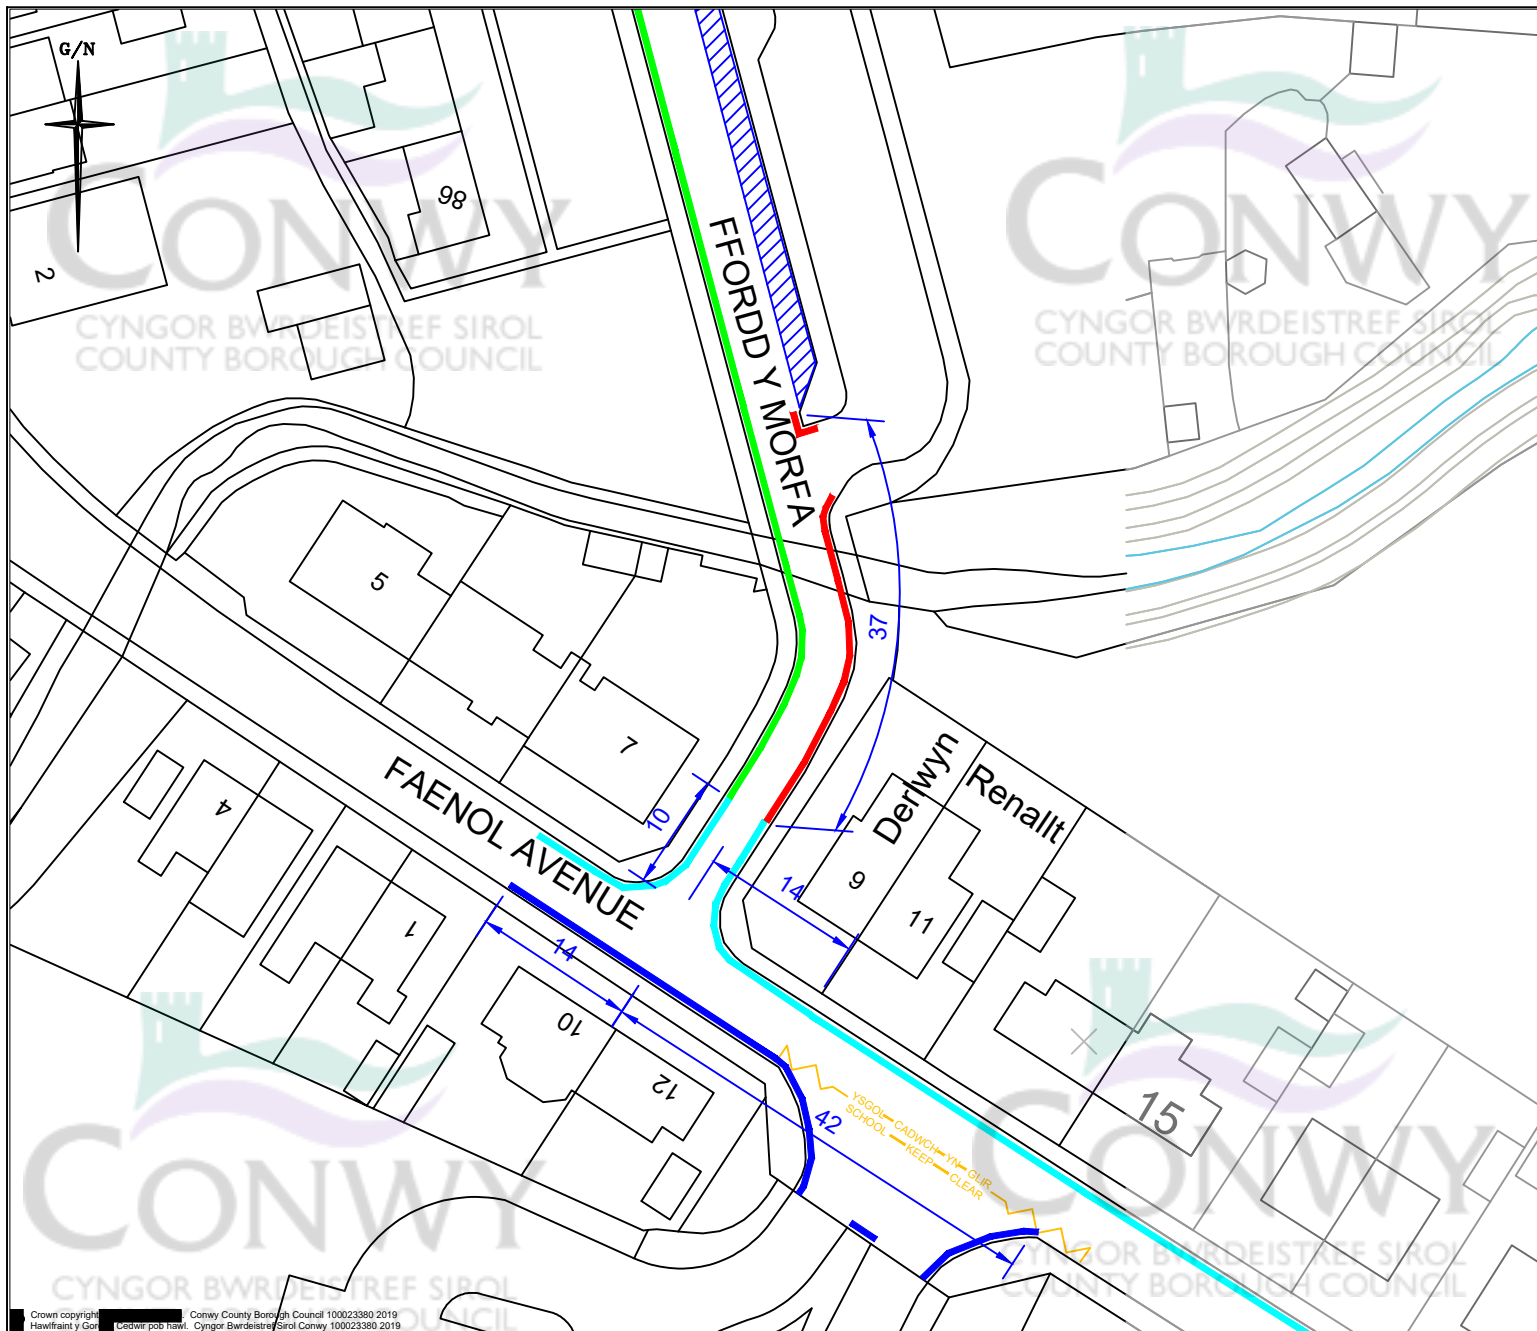 G/N
CONWY
CYNGOR BWRDEISTREF SIROL
COUNTY BOROUGH COUNCIL
CONWY
CYNGOR BWRDEISTREF SIROL
COUNTY BOROUGH COUNCIL
98
2
FFORDD Y MORFA
37
5
7
4
FAENOL AVENUE
10
Derlwyn
Renallt
9
11
14
1
14
10
12
42
YSGOL CADWCH YN GLIR
SCHOOL KEEP CLEAR
15
CONWY
CYNGOR BWRDEISTREF SIROL
COUNTY BOROUGH COUNCIL
CONWY
CYNGOR BWRDEISTREF SIROL
COUNTY BOROUGH COUNCIL
Crown copyright . Conwy County Borough Council 100023380 2019
Hawlfraint y Cedwir pob hawl. Cyngor Bwrdeistref Sirol Conwy 100023380 2019